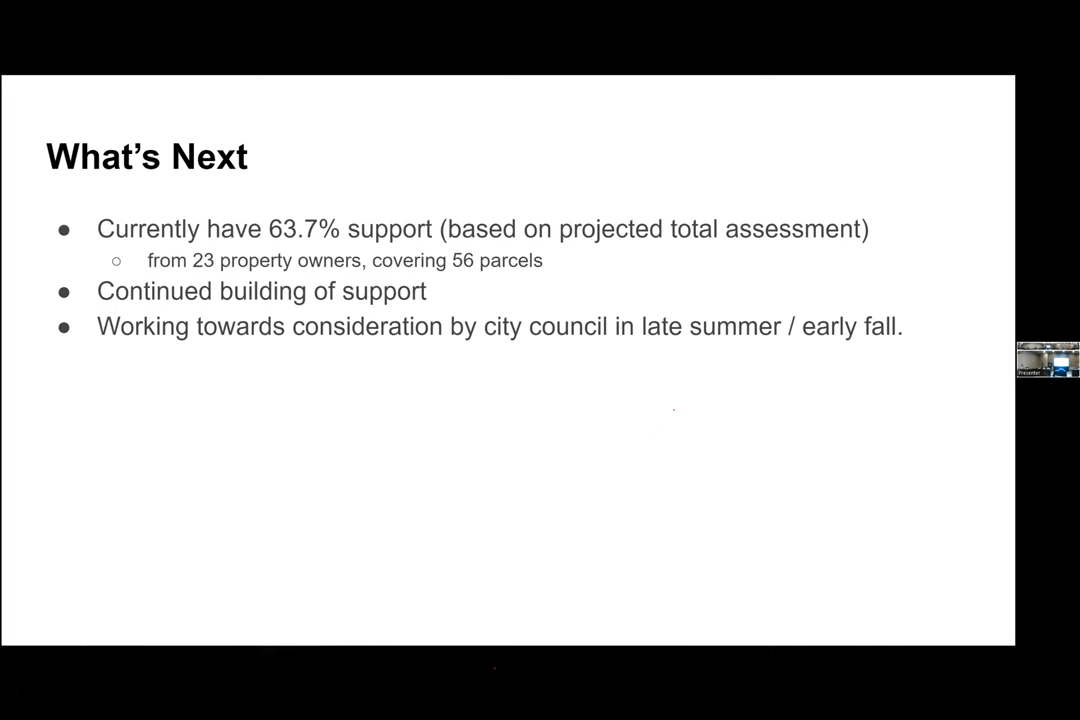 What's Next
● Currently have 63.7% support (based on projected total assessment)
○ from 23 property owners, covering 56 parcels
● Continued building of support
● Working towards consideration by city council in late summer / early fall.
Presenter